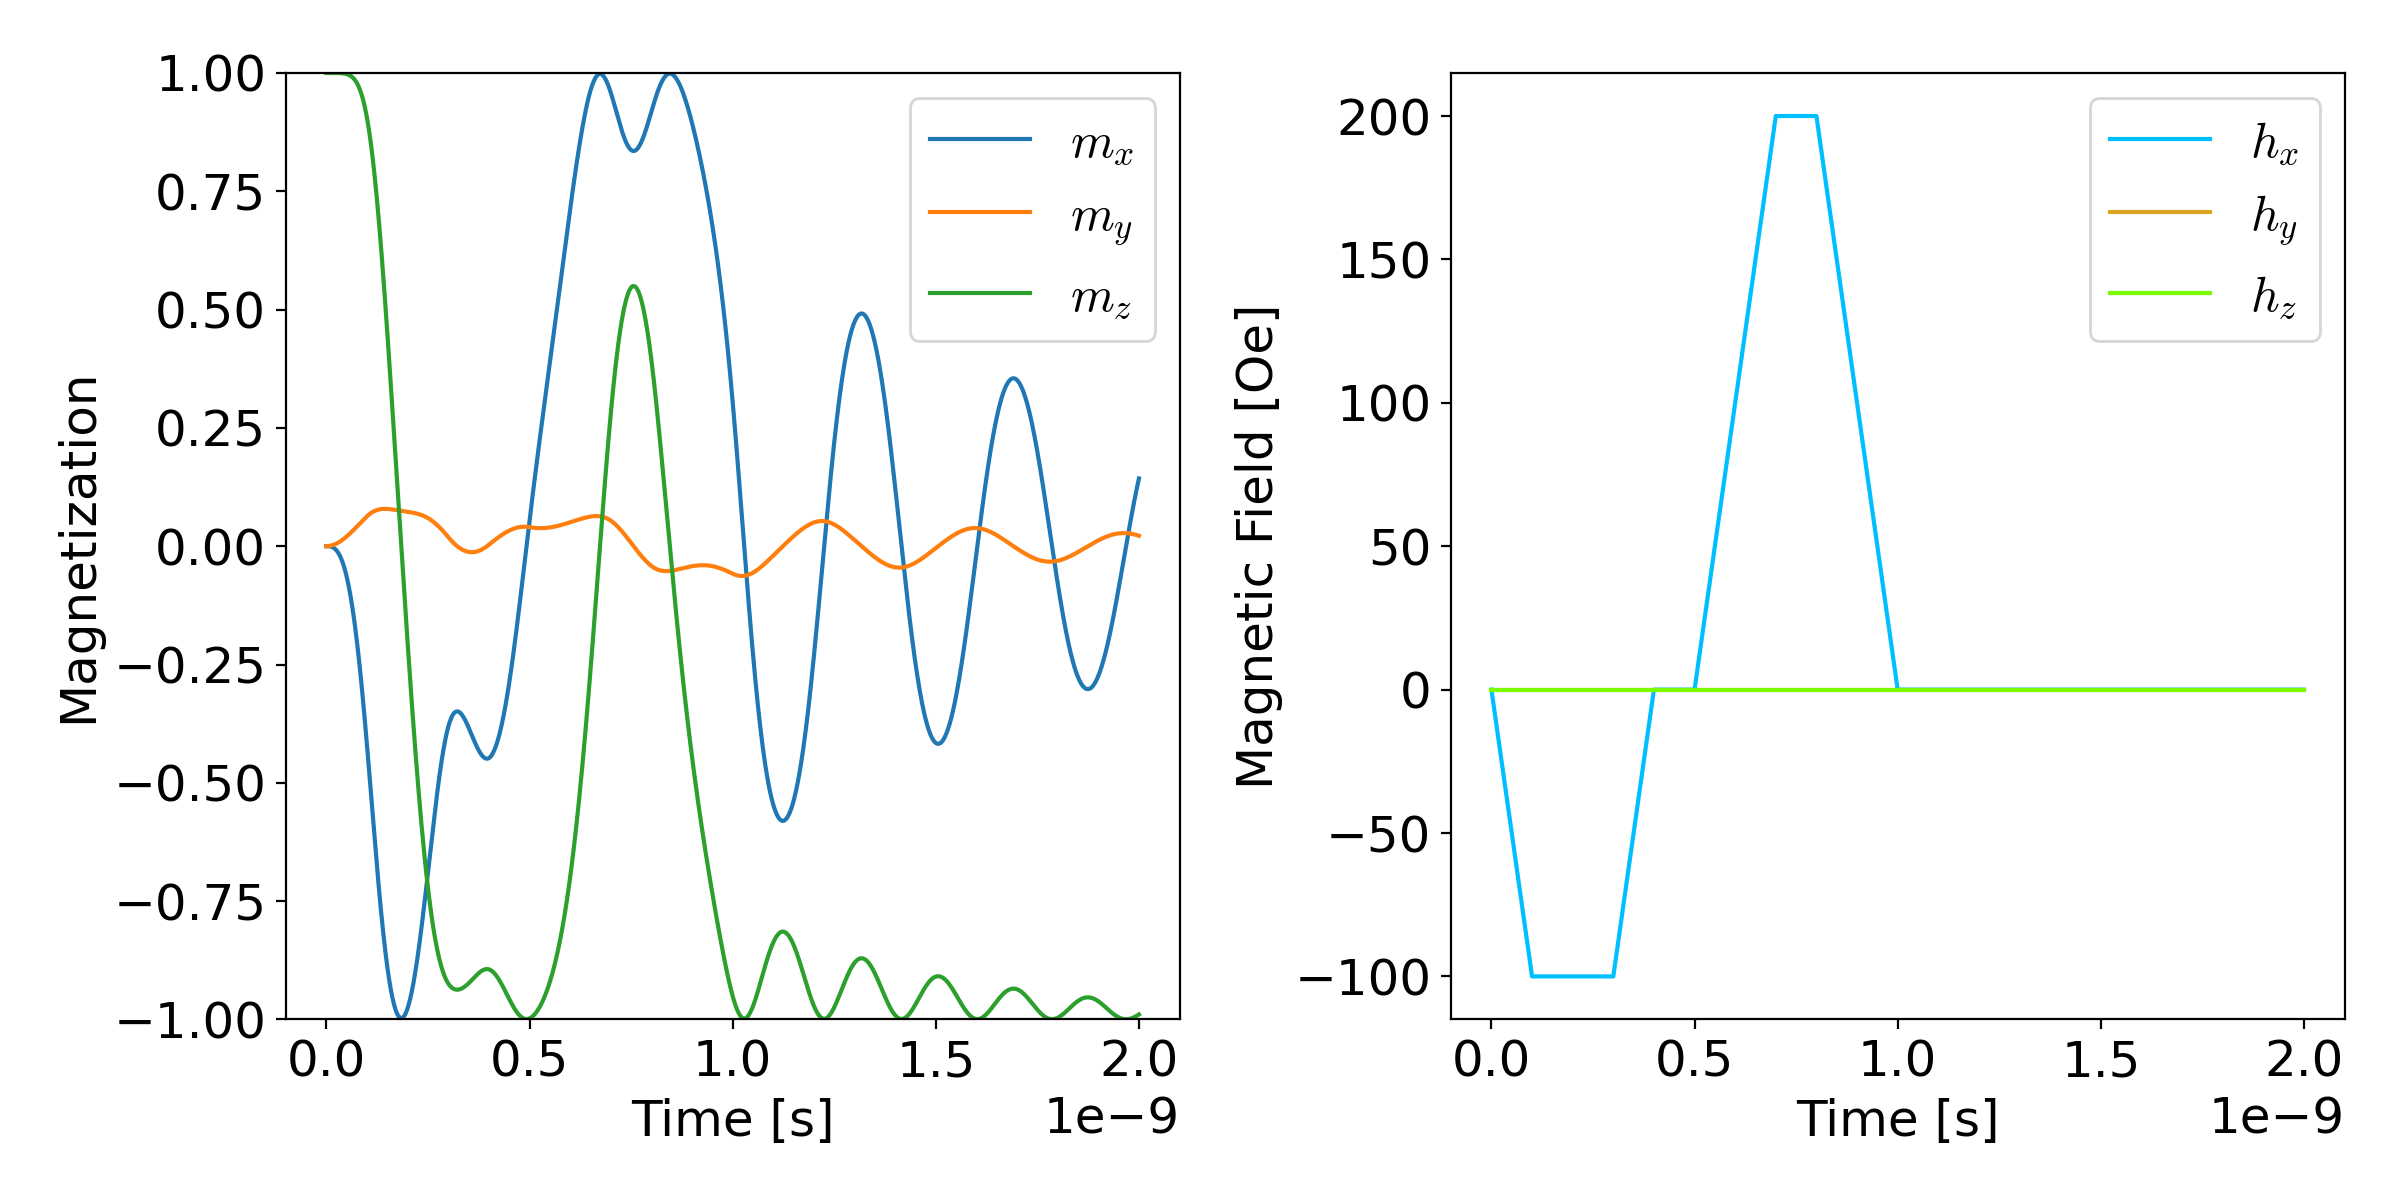 1.00
0.75
0.50
0.25
0.00
−0.25
−0.50
−0.75
−1.00
Magnetization
0.0 0.5 1.0 1.5 2.0
Time [s]
1e−9
m_x
m_y
m_z
200
150
100
50
0
−50
−100
Magnetic Field [Oe]
0.0 0.5 1.0 1.5 2.0
Time [s]
1e−9
h_x
h_y
h_z